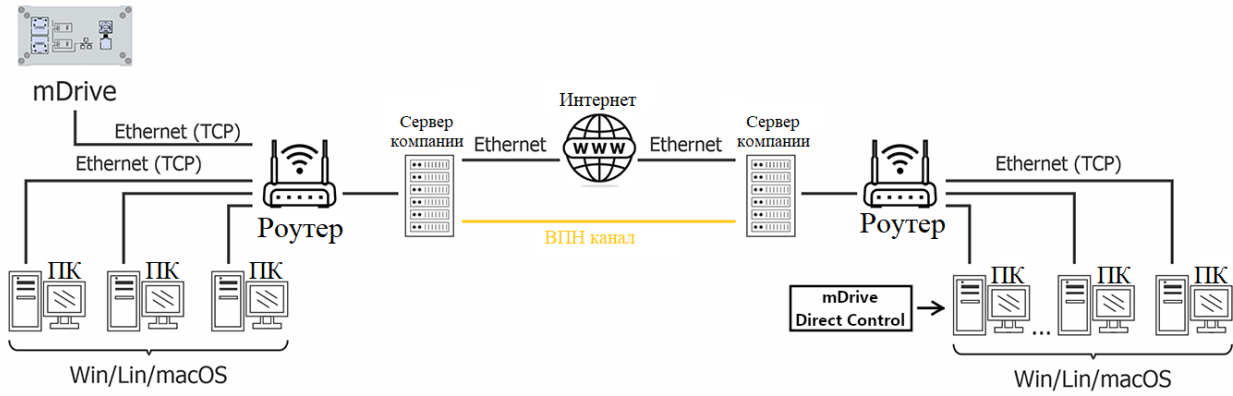 mDrive
Ethernet (TCP)
Ethernet (TCP)
Роутер
Сервер
компании
Ethernet
Интернет
www
Ethernet
Сервер
компании
ВПН канал
Роутер
Ethernet (TCP)
ПК
ПК
ПК
Win/Lin/macOS
mDrive
Direct Control
ПК
...
ПК
ПК
Win/Lin/macOS